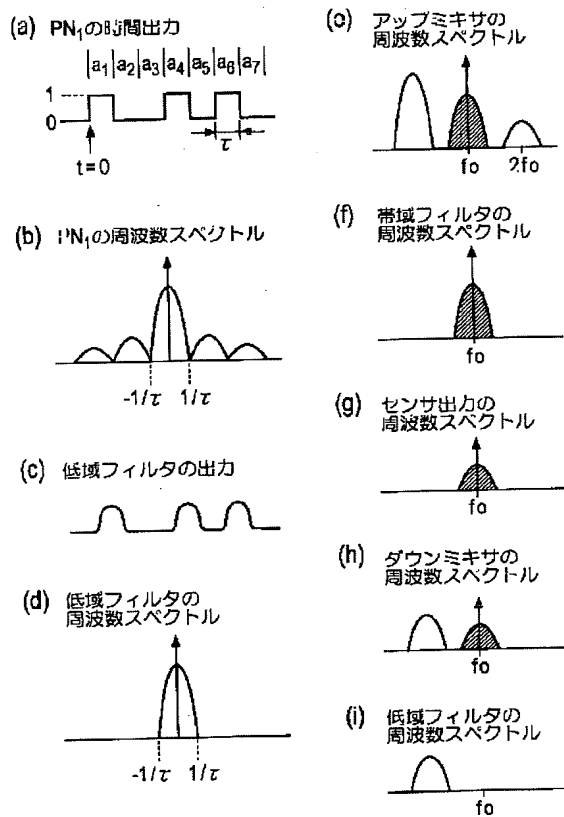 (a) PN1の時間出力
|a1|a2|a3|a4|a5|a6|a7|
1
0
τ
t=0
(b) PN1の周波数スペクトル
-1/τ 1/τ
(c) 低域フィルタの出力
(d) 低域フィルタの
周波数スペクトル
-1/τ 1/τ
(e) アップミキサの
周波数スペクトル
fo 2fo
(f) 帯域フィルタの
周波数スペクトル
fo
(g) センサ出力の
周波数スペクトル
fo
(h) ダウンミキサの
周波数スペクトル
fo
(i) 低域フィルタの
周波数スペクトル
fo